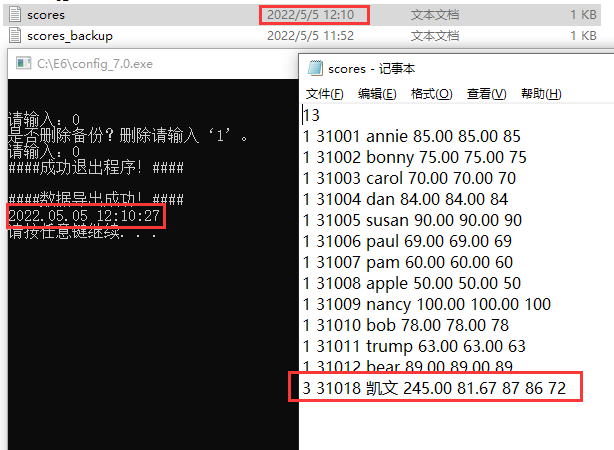 scores 2022/5/5 12:10 文本文档 1 KB
scores_backup 2022/5/5 11:52 文本文档 1 KB
C:\E6\config_7.0.exe
请输入：0
是否删除备份？删除请输入‘1’。
请输入：0
####成功退出程序！####
####数据导出成功！####
2022.05.05 12:10:27
请按任意键继续. . .
scores - 记事本
文件(F) 编辑(E) 格式(O) 查看(V) 帮助(H)
13
1 31001 annie 85.00 85.00 85
1 31002 bonny 75.00 75.00 75
1 31003 carol 70.00 70.00 70
1 31004 dan 84.00 84.00 84
1 31005 susan 90.00 90.00 90
1 31006 paul 69.00 69.00 69
1 31007 pam 60.00 60.00 60
1 31008 apple 50.00 50.00 50
1 31009 nancy 100.00 100.00 100
1 31010 bob 78.00 78.00 78
1 31011 trump 63.00 63.00 63
1 31012 bear 89.00 89.00 89
3 31018 凯文 245.00 81.67 87 86 72